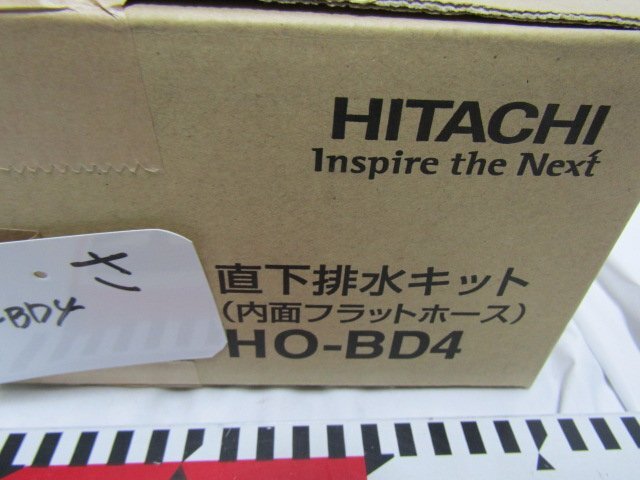 HITACHI
Inspire the Next
直下排水キット
(内面フラットホース)
HO-BD4
さ
-BD4